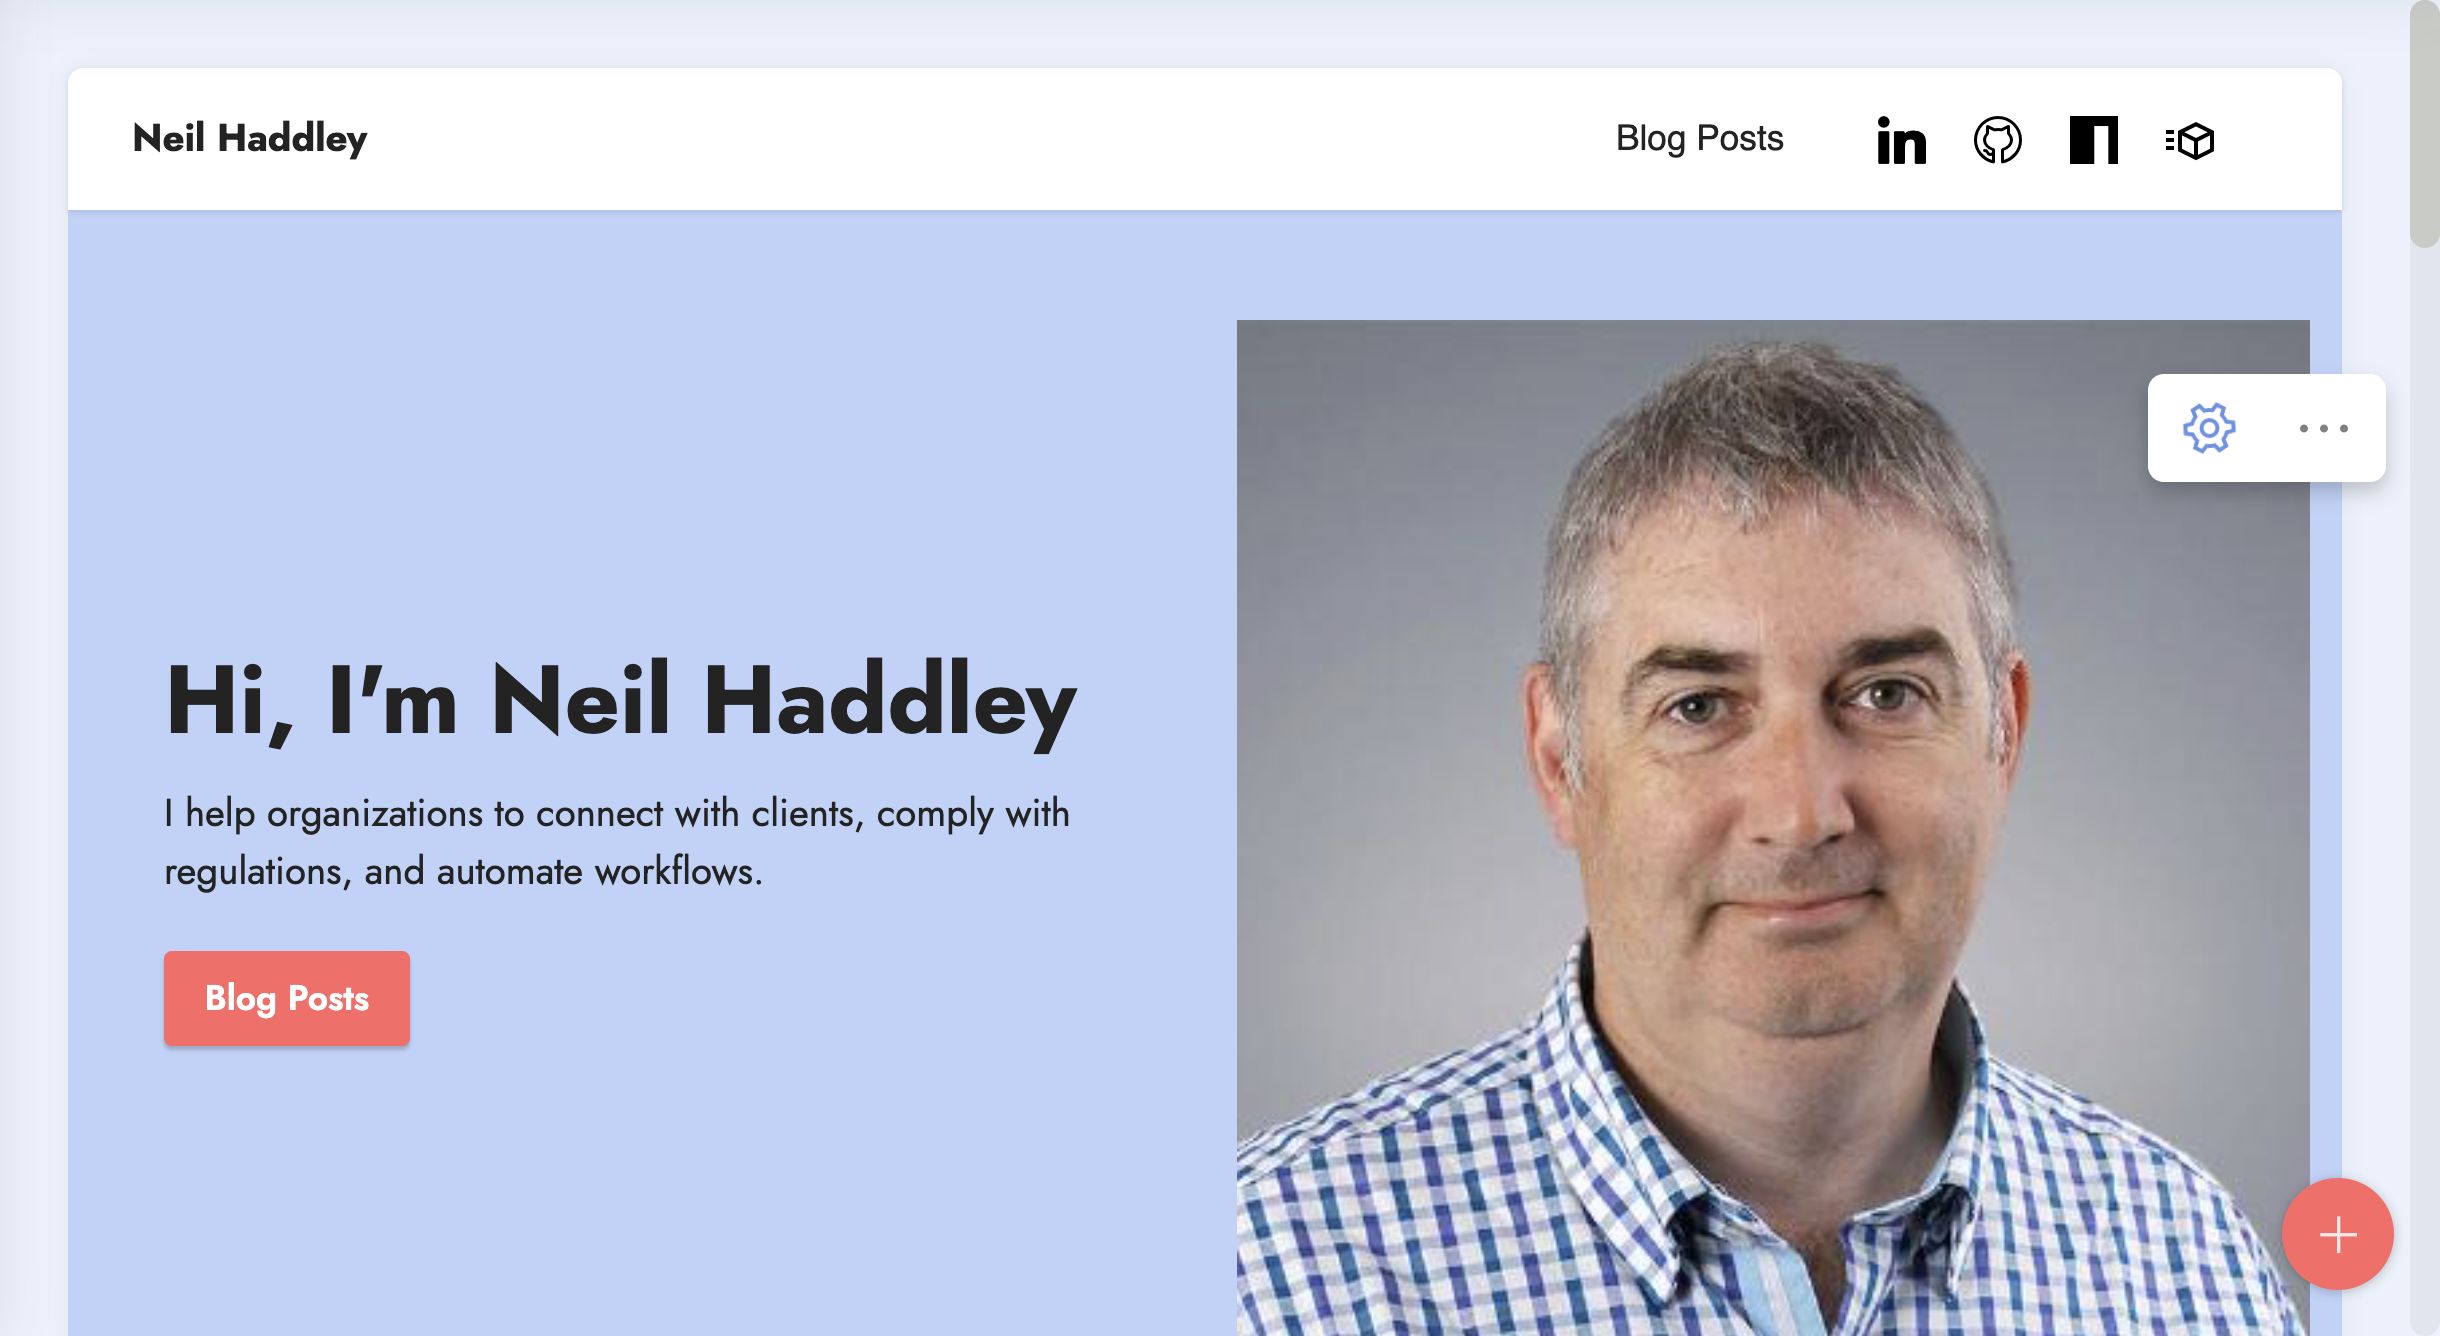 Neil Haddley
Blog Posts
Hi, I'm Neil Haddley
I help organizations to connect with clients, comply with
regulations, and automate workflows.
Blog Posts